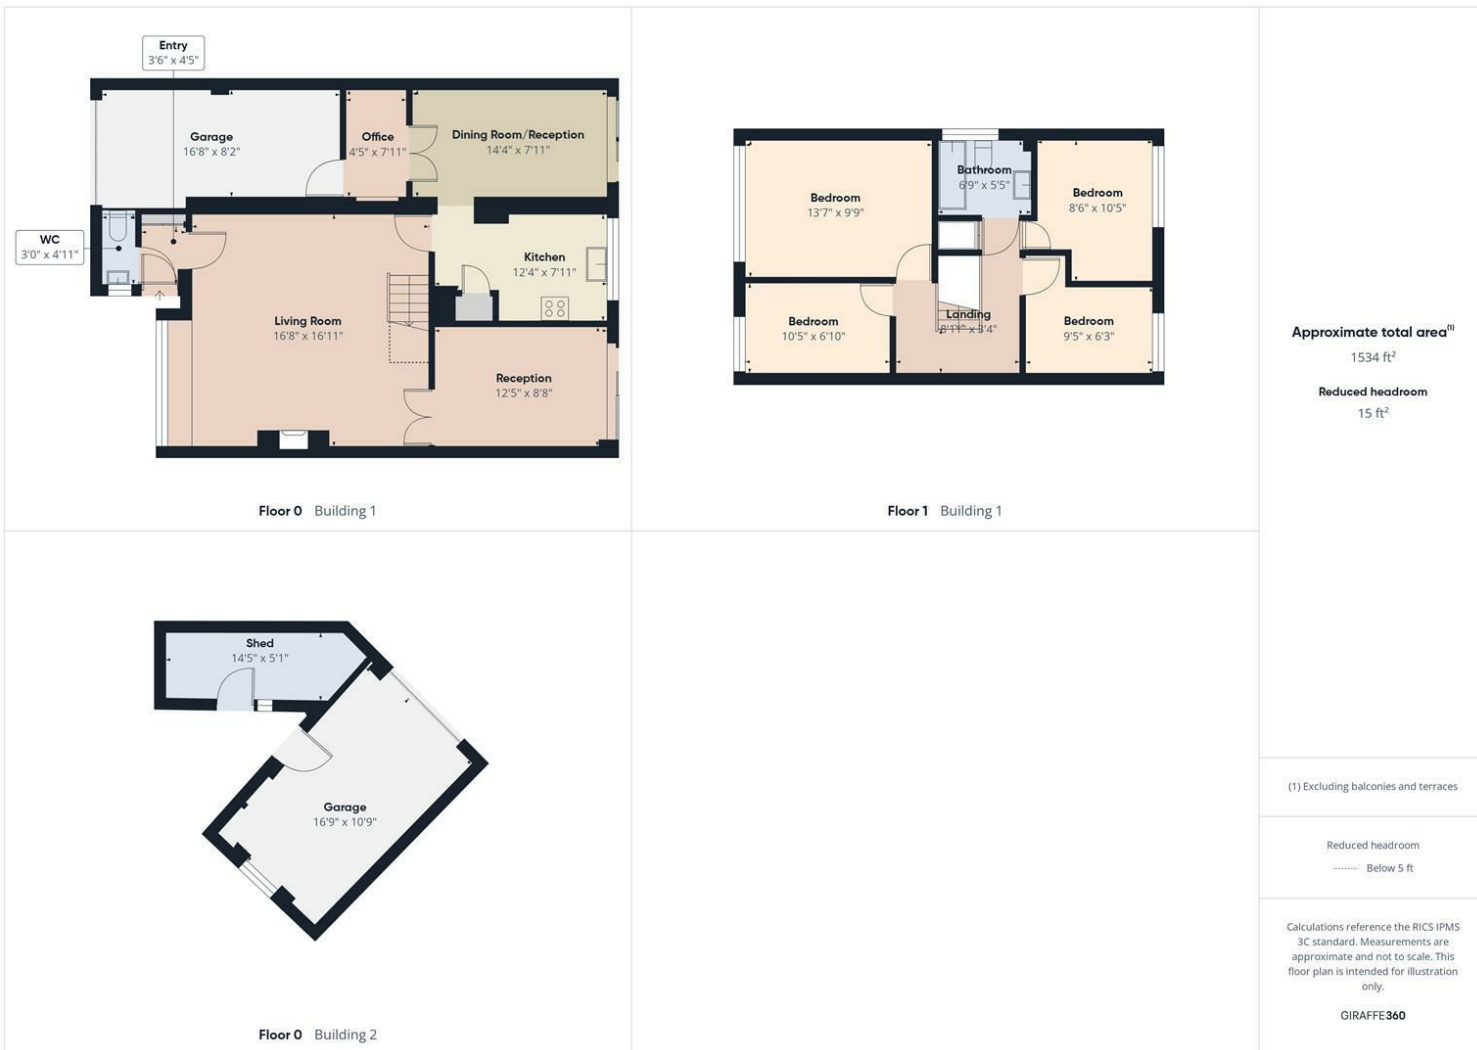 Entry
3'6" x 4'5"
Garage
16'8" x 8'2"
Office
4'5" x 7'11"
Dining Room/Reception
14'4" x 7'11"
WC
3'0" x 4'11"
Kitchen
12'4" x 7'11"
Living Room
16'8" x 16'11"
Reception
12'5" x 8'8"
Floor 0 Building 1
Bedroom
13'7" x 9'9"
Bathroom
6'9" x 5'5"
Bedroom
8'6" x 10'5"
Bedroom
10'5" x 6'10"
Landing
8'11" x 3'4"
Bedroom
9'5" x 6'3"
Floor 1 Building 1
Shed
14'5" x 5'1"
Garage
16'9" x 10'9"
Floor 0 Building 2
Approximate total area(1)
1534 ft²
Reduced headroom
15 ft²
(1) Excluding balconies and terraces
Reduced headroom
Below 5 ft
Calculations reference the RICS IPMS
3C standard. Measurements are
approximate and not to scale. This
floor plan is intended for illustration
only.
GIRAFFE360